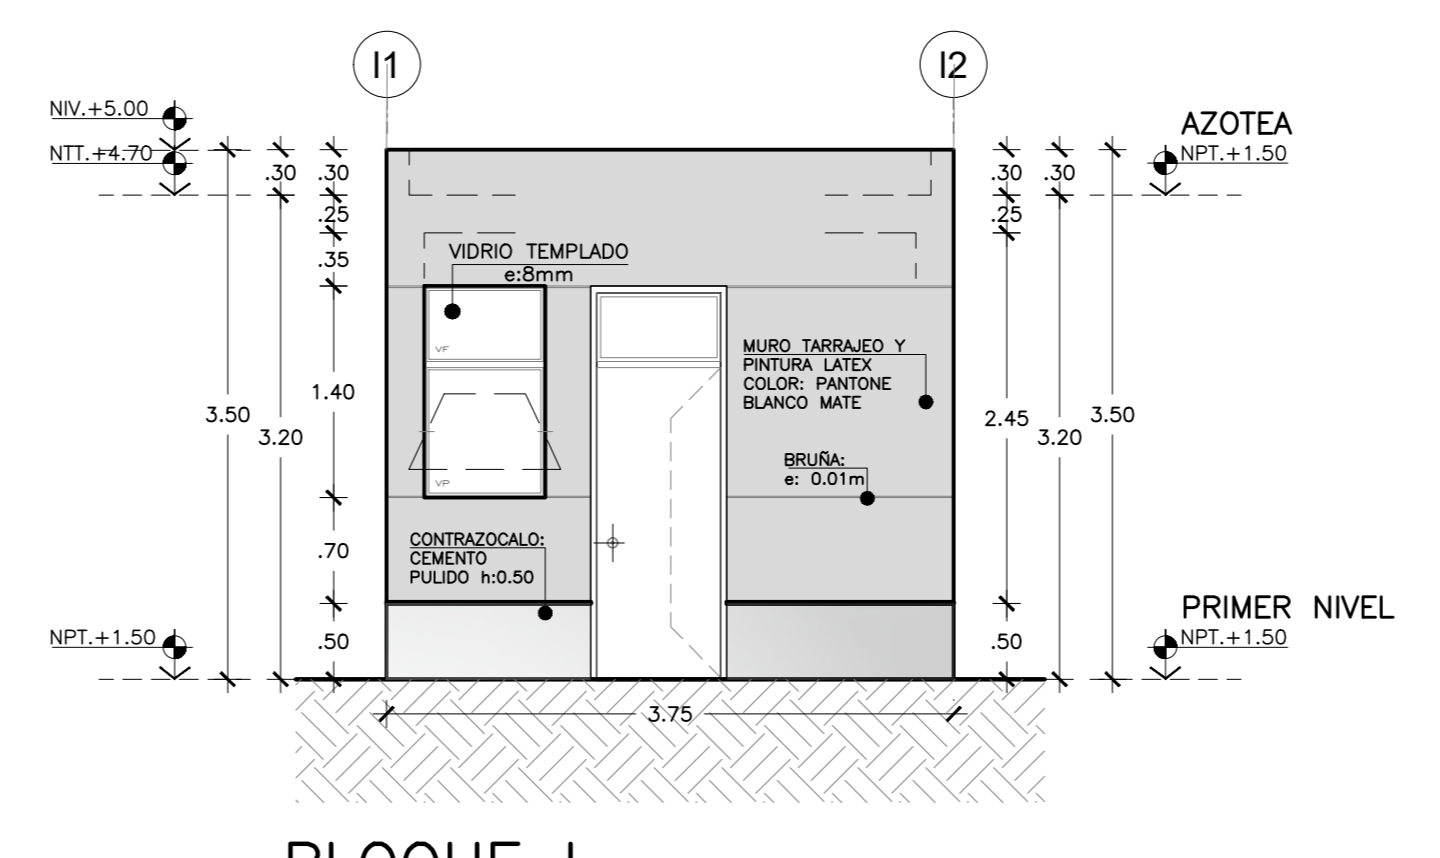 I1
I2
NIV.+5.00
AZOTEA
NTT.+4.70
NPT.+1.50
.30
.30
.30
.30
.25
.25
VIDRIO TEMPLADO
e:8mm
.35
VF
MURO TARRAJEO Y
PINTURA LATEX
COLOR: PANTONE
BLANCO MATE
1.40
3.50
3.20
2.45
3.20
3.50
BRUÑA:
e: 0.01m
VP
CONTRAZOCALO:
CEMENTO
PULIDO h:0.50
.70
PRIMER NIVEL
NPT.+1.50
NPT.+1.50
.50
.50
3.75